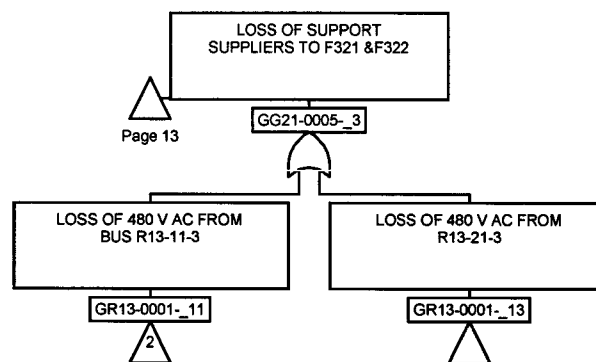 LOSS OF SUPPORT
SUPPLIERS TO F321 &F322
Page 13
GG21-0005-_3
LOSS OF 480 V AC FROM
BUS R13-11-3
LOSS OF 480 V AC FROM
R13-21-3
GR13-0001-_11
GR13-0001-_13
2